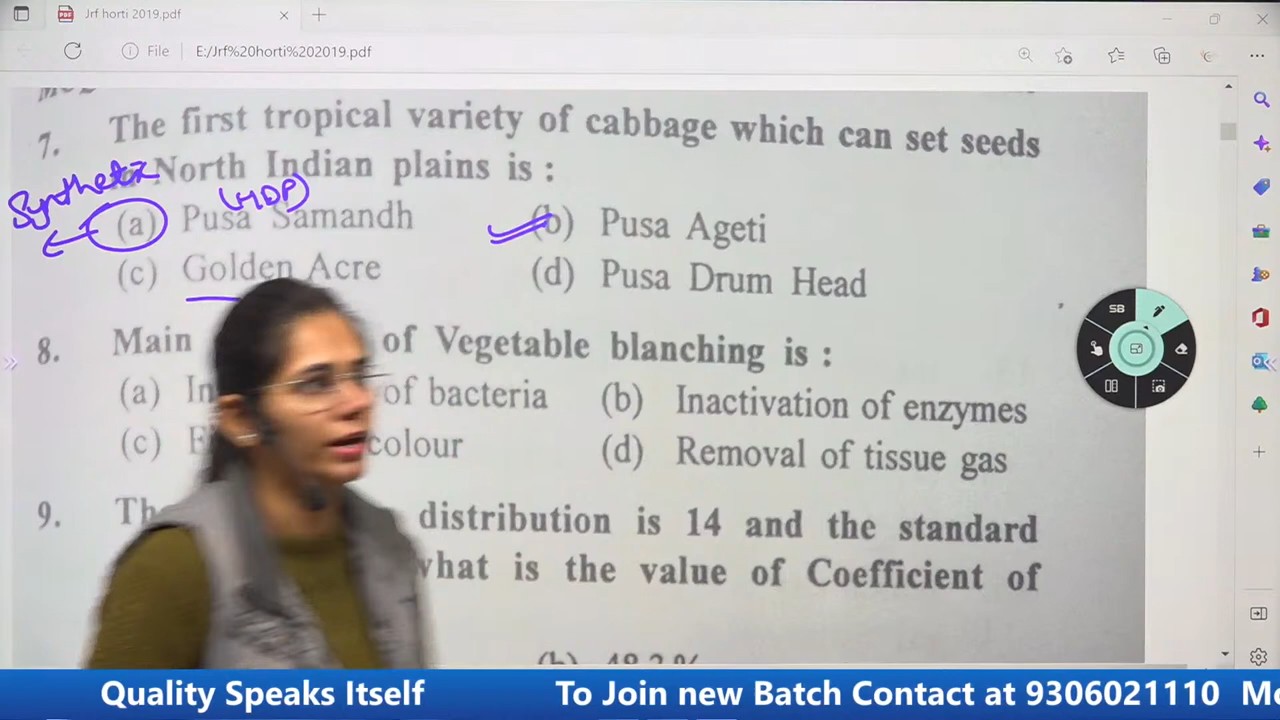 Jrf horti 2019.pdf
File E:/Jrf%20horti%202019.pdf
7. The first tropical variety of cabbage which can set seeds
North Indian plains is :
Synthetic
(HDP)
(a) Pusa Samandh (b) Pusa Ageti
(c) Golden Acre (d) Pusa Drum Head
8. Main of Vegetable blanching is :
(a) of bacteria (b) Inactivation of enzymes
(c) colour (d) Removal of tissue gas
9. distribution is 14 and the standard
what is the value of Coefficient of
(b) 48.2 %
SB
Quality Speaks Itself To Join new Batch Contact at 9306021110